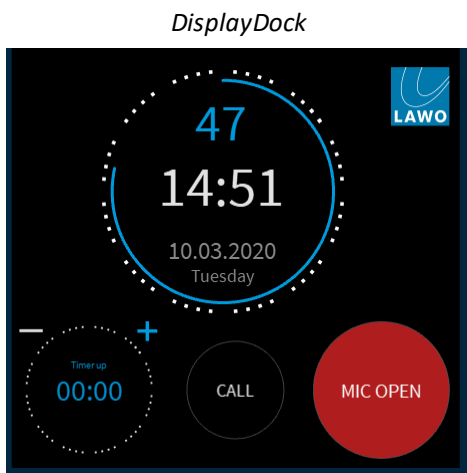 DisplayDock
LAWO
47
14:51
10.03.2020
Tuesday
− +
Timer up
00:00
CALL
MIC OPEN